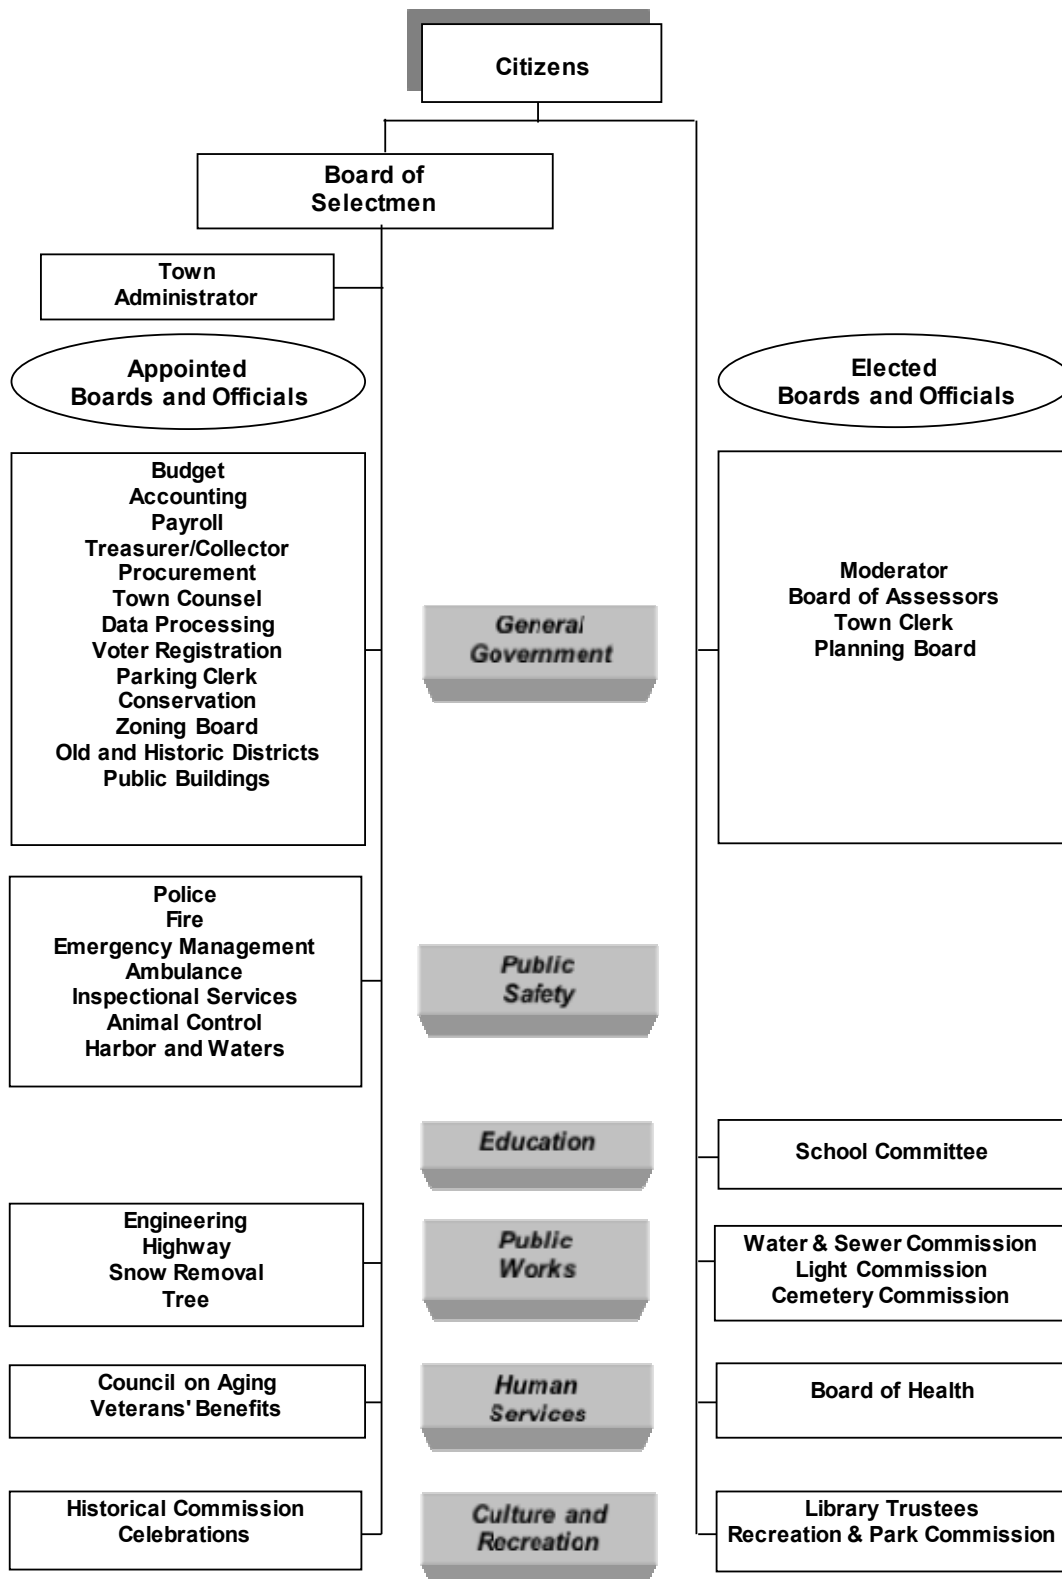 Citizens
Board of
Selectmen
Town
Administrator
Appointed
Boards and Officials
Elected
Boards and Officials
Budget
Accounting
Payroll
Treasurer/Collector
Procurement
Town Counsel
Data Processing
Voter Registration
Parking Clerk
Conservation
Zoning Board
Old and Historic Districts
Public Buildings
General
Government
Moderator
Board of Assessors
Town Clerk
Planning Board
Police
Fire
Emergency Management
Ambulance
Inspectional Services
Animal Control
Harbor and Waters
Public
Safety
Education
School Committee
Engineering
Highway
Snow Removal
Tree
Public
Works
Water & Sewer Commission
Light Commission
Cemetery Commission
Council on Aging
Veterans' Benefits
Human
Services
Board of Health
Historical Commission
Celebrations
Culture and
Recreation
Library Trustees
Recreation & Park Commission